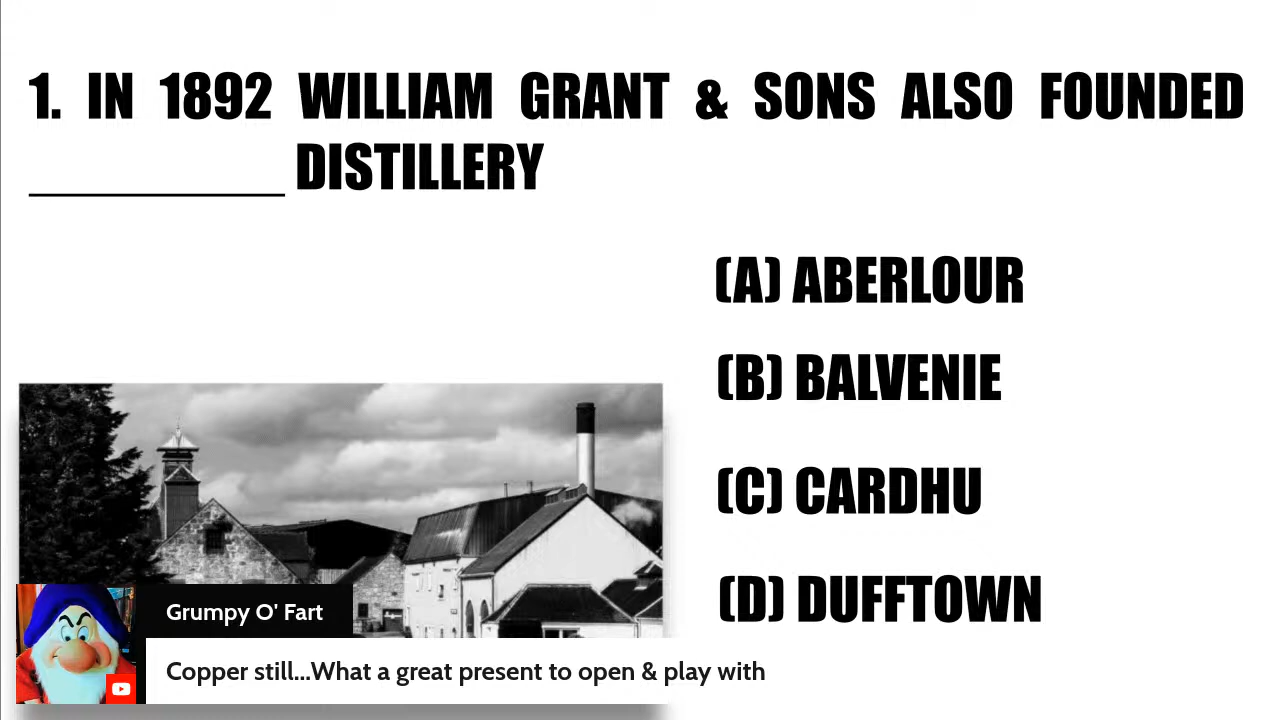 1. IN 1892 WILLIAM GRANT & SONS ALSO FOUNDED
__________ DISTILLERY
(A) ABERLOUR
(B) BALVENIE
(C) CARDHU
(D) DUFFTOWN
Grumpy O' Fart
Copper still...What a great present to open & play with